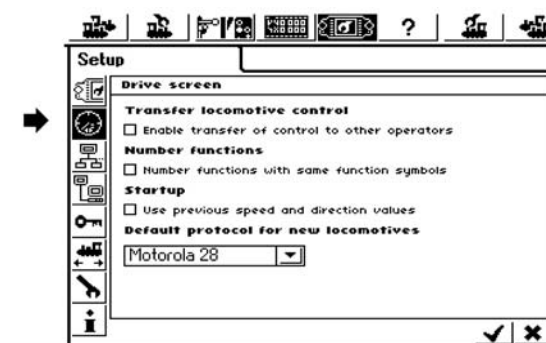 ?
Setup
Drive screen
Transfer locomotive control
Enable transfer of control to other operators
Number functions
Number functions with same function symbols
Startup
Use previous speed and direction values
Default protocol for new locomotives
Motorola 28
i